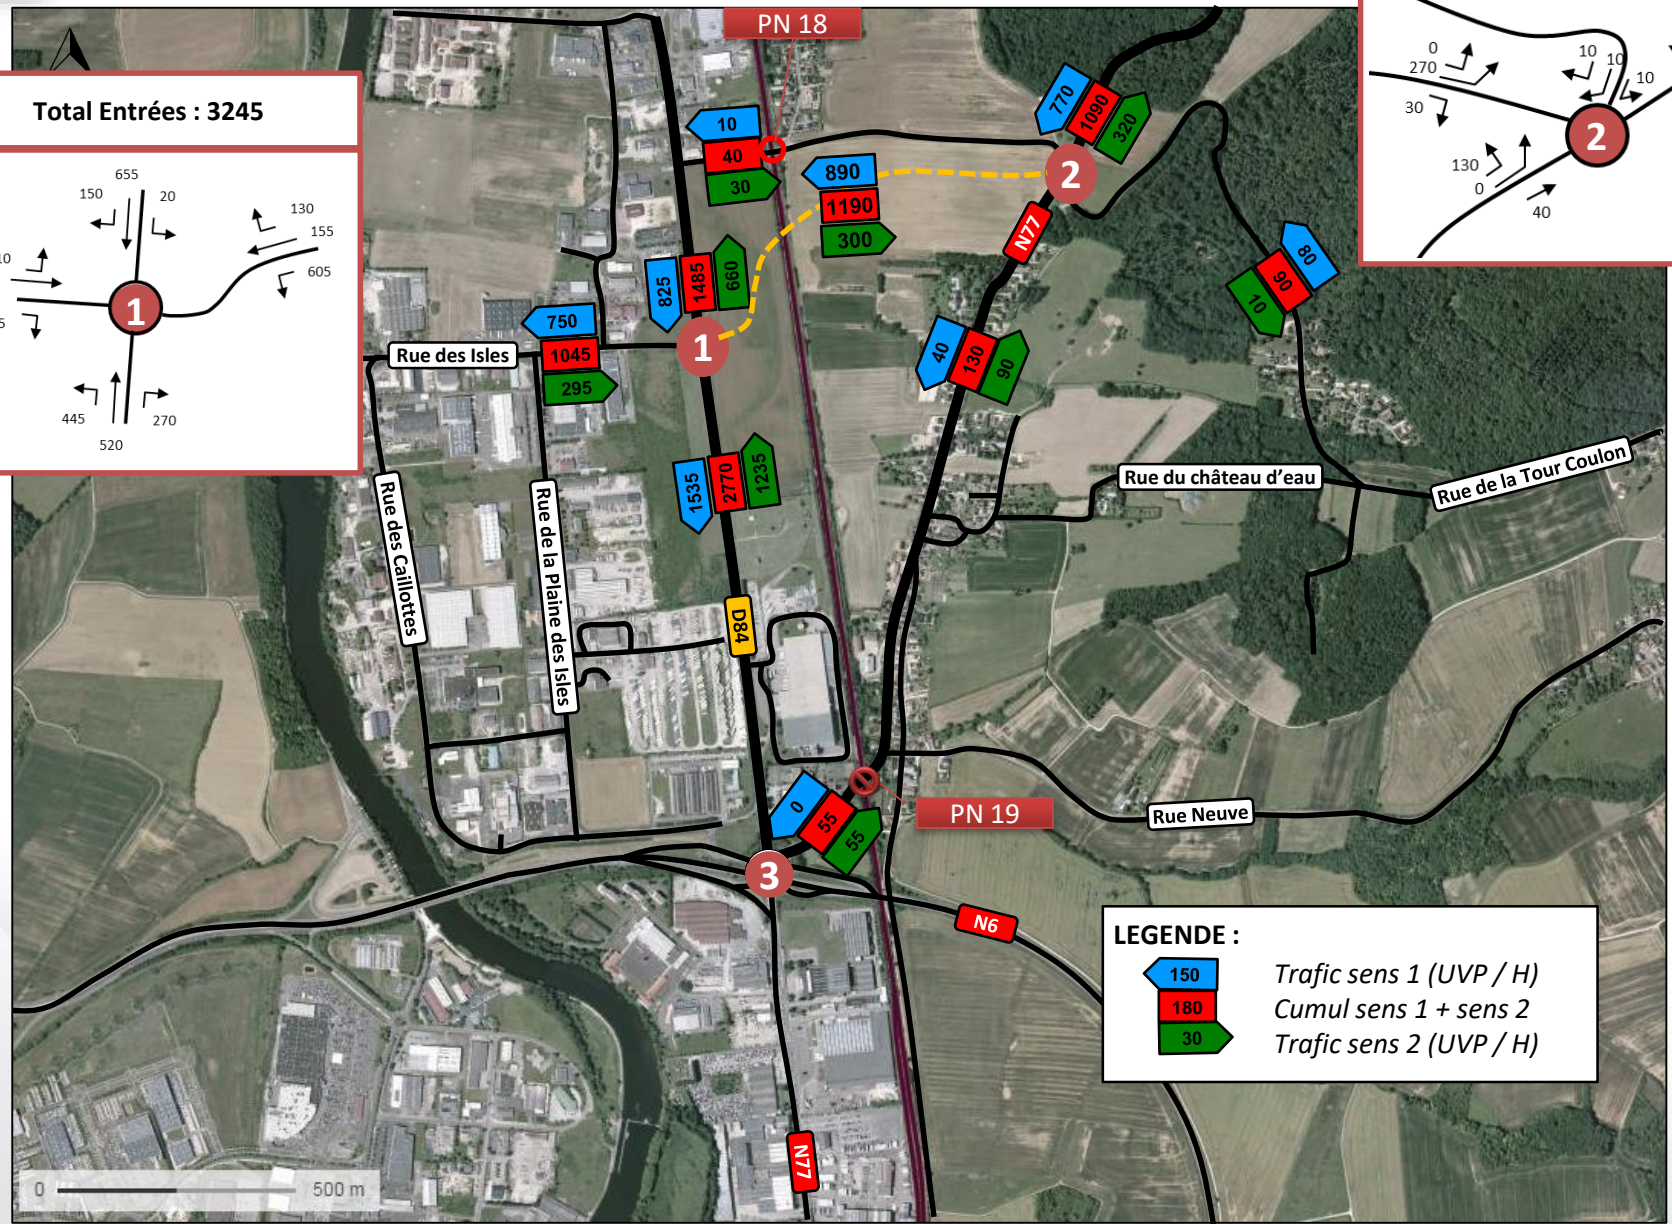 PN 18
Total Entrées : 3245
655
150
20
130
155
605
10
5
1
445
270
520
0
270
30
10
10
10
2
130
0
40
770
1090
320
10
40
30
890
1190
300
2
N77
80
90
10
825
1485
660
750
1045
295
Rue des Isles
1
40
130
90
1535
2770
1235
Rue du château d'eau
Rue de la Tour Coulon
Rue des Caillottes
Rue de la Plaine des Isles
D84
0
55
55
PN 19
Rue Neuve
3
N6
N77
LEGENDE :
150 Trafic sens 1 (UVP / H)
180 Cumul sens 1 + sens 2
30 Trafic sens 2 (UVP / H)
0 500 m